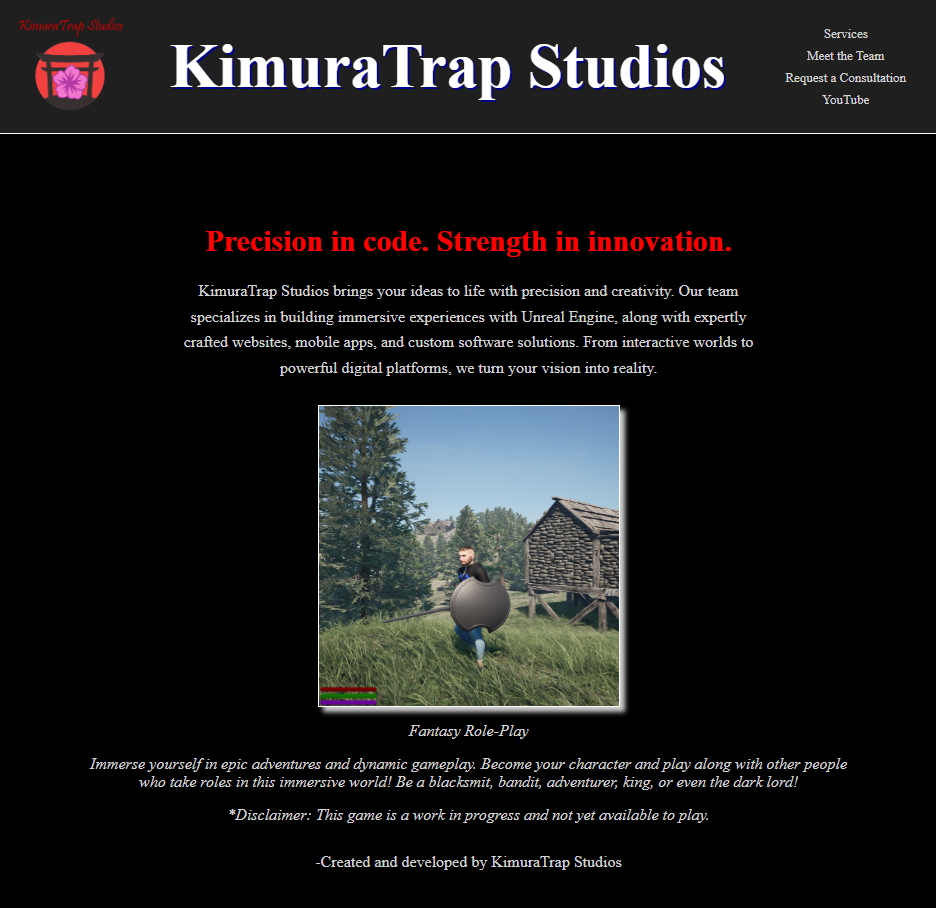 KimuraTrap Studios
KimuraTrap Studios
Services
Meet the Team
Request a Consultation
YouTube
Precision in code. Strength in innovation.
KimuraTrap Studios brings your ideas to life with precision and creativity. Our team
specializes in building immersive experiences with Unreal Engine, along with expertly
crafted websites, mobile apps, and custom software solutions. From interactive worlds to
powerful digital platforms, we turn your vision into reality.
Fantasy Role-Play
Immerse yourself in epic adventures and dynamic gameplay. Become your character and play along with other people
who take roles in this immersive world! Be a blacksmit, bandit, adventurer, king, or even the dark lord!
*Disclaimer: This game is a work in progress and not yet available to play.
-Created and developed by KimuraTrap Studios